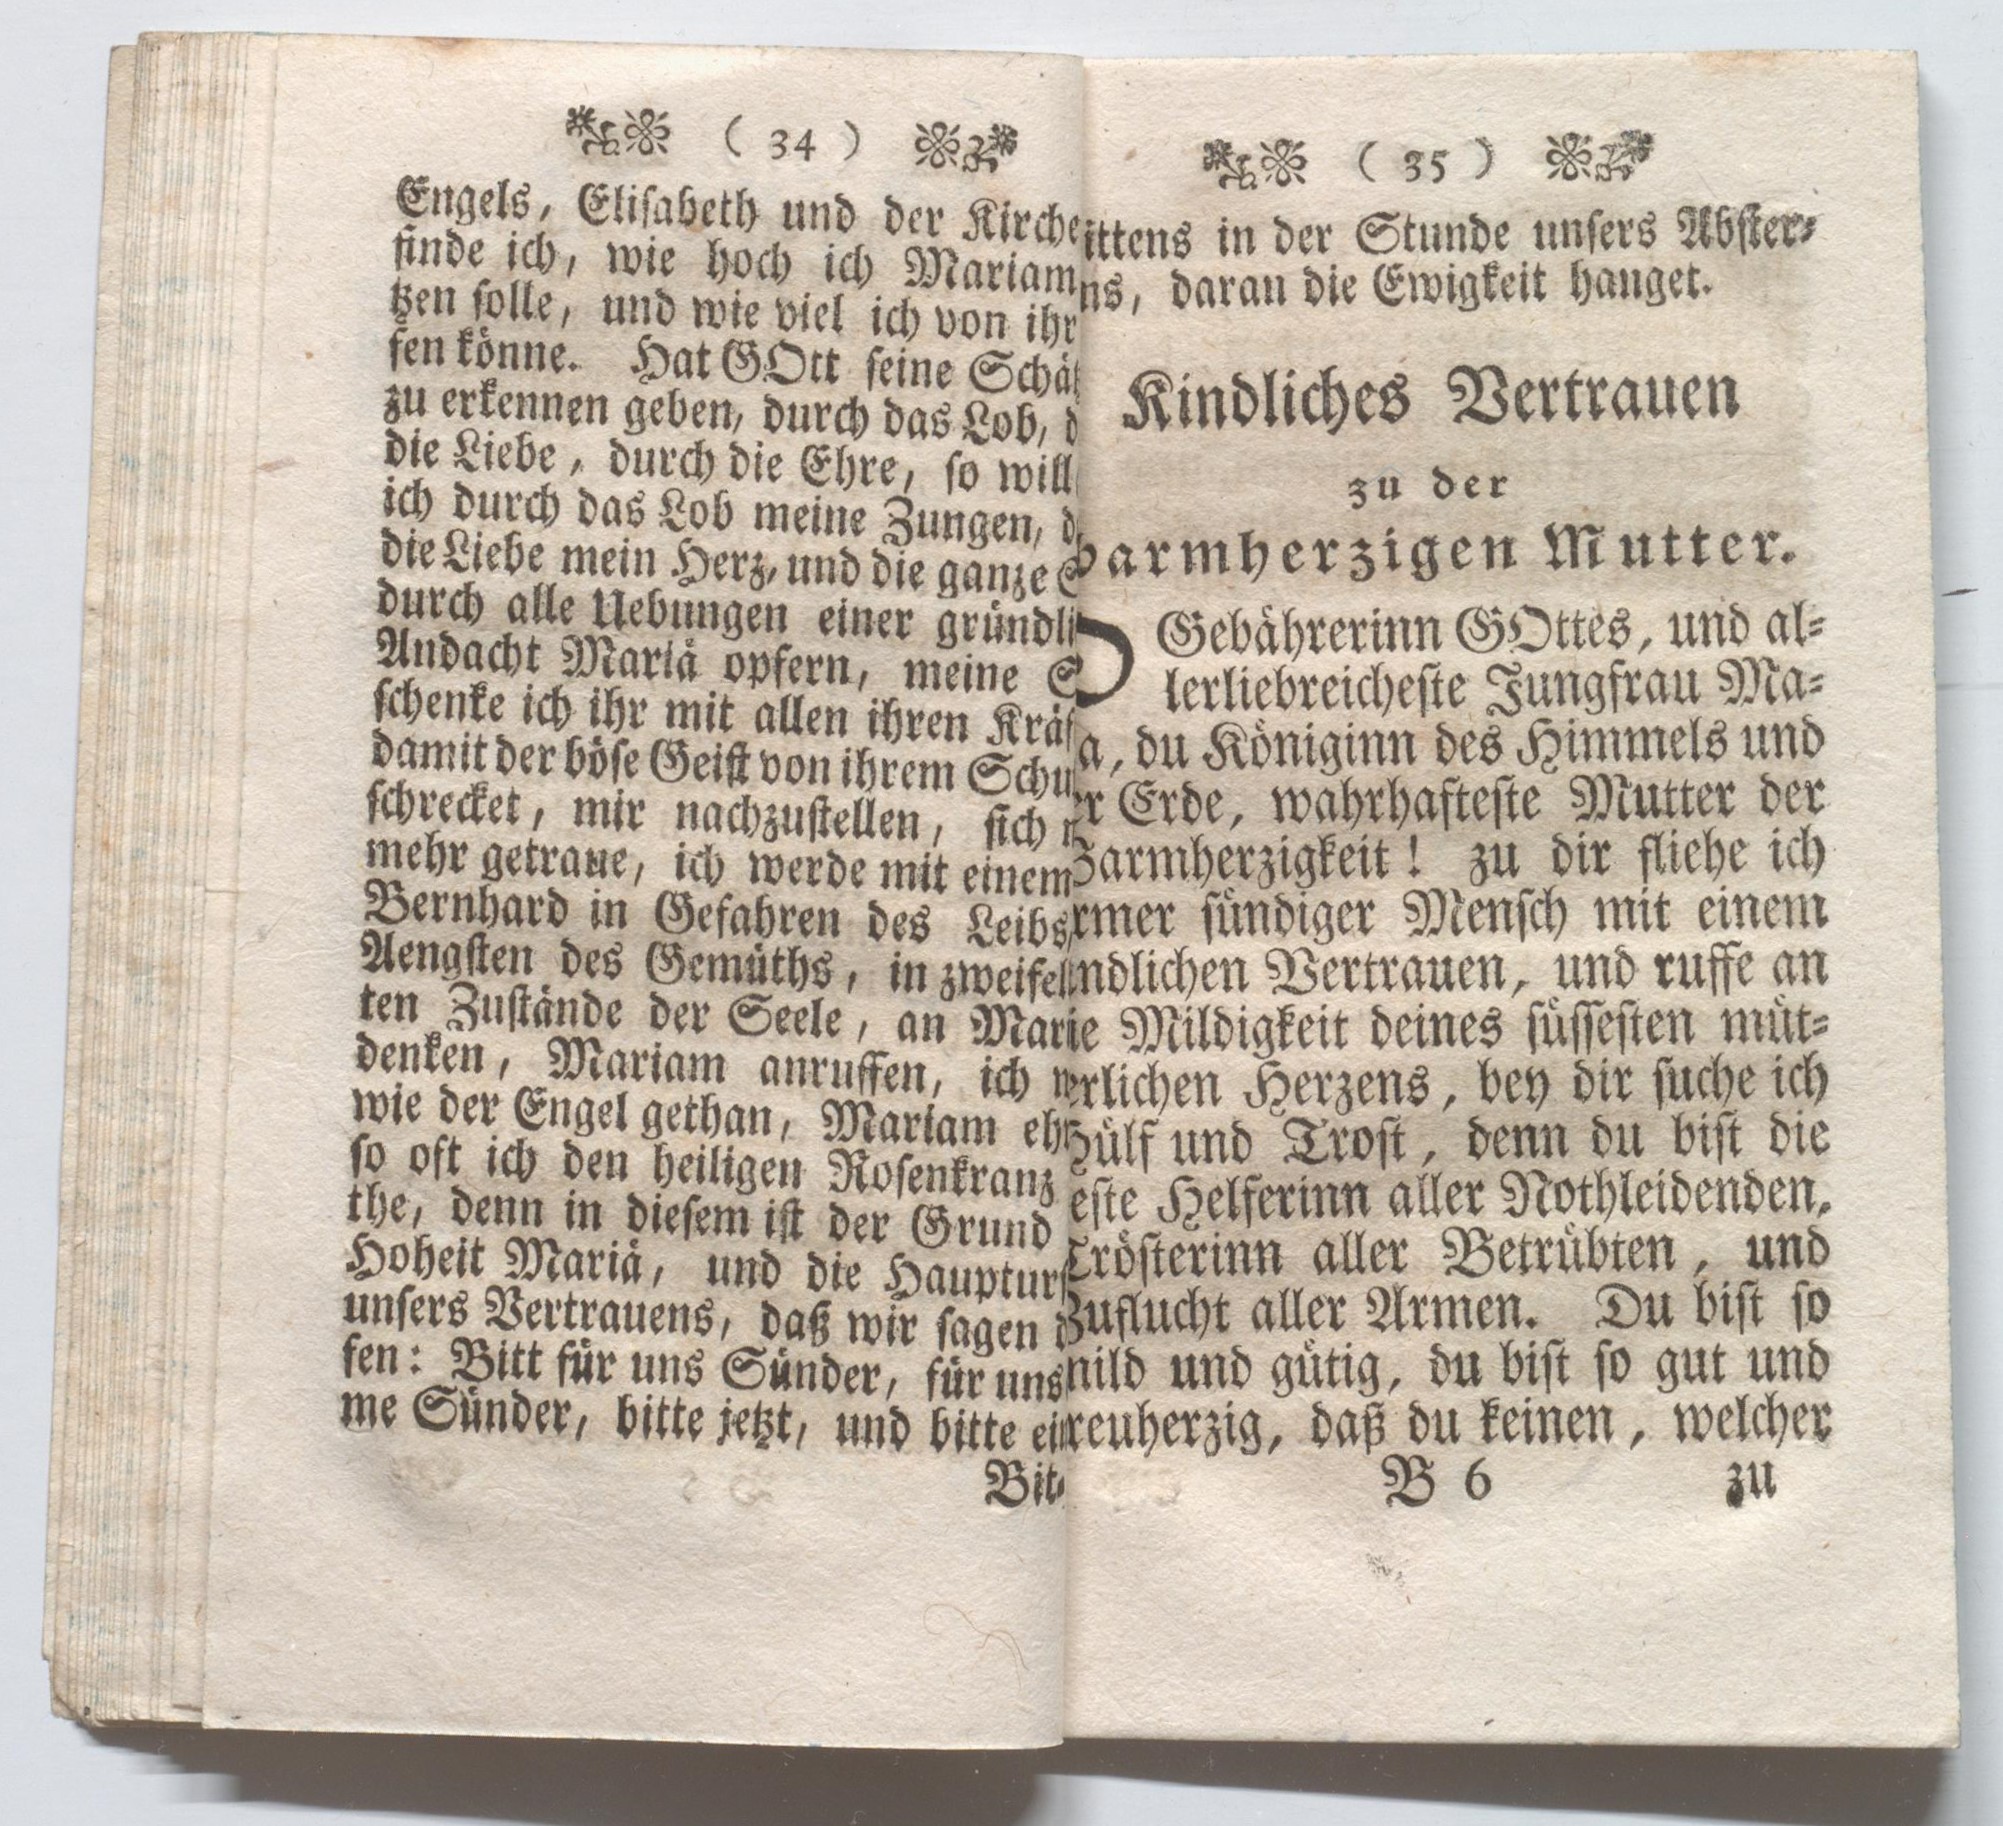 ( 34 )
Engels, Elisabeth und der Kirche
finde ich, wie hoch ich Mariam
tzen solle, und wie viel ich von ihr
fen könne. Hat GOtt seine Schät
zu erkennen geben, durch das Lob, d
die Liebe, durch die Ehre, so will
ich durch das Lob meine Zungen, d
die Liebe mein Herz, und die ganze
durch alle Uebungen einer gründli
Andacht Mariä opfern, meine S
schenke ich ihr mit allen ihren Kräf
damit der böse Geist von ihrem Schu
schrecket, mir nachzustellen, sich n
mehr getraue, ich werde mit einem
Bernhard in Gefahren des Leibs,
Aengsten des Gemüths, in zweifel
ten Zustände der Seele, an Mari
denken, Mariam anruffen, ich w
wie der Engel gethan, Mariam eh
so oft ich den heiligen Rosenkranz
the, denn in diesem ist der Grund
Hoheit Mariä, und die Haupturs
unsers Vertrauens, daß wir sagen d
fen: Bitt für uns Sünder, für uns
me Sünder, bitte jetzt, und bitte ei
Bit-
( 35 )
ittens in der Stunde unsers Abster-
ns, daran die Ewigkeit hanget.
Kindliches Vertrauen
zu der
barmherzigen Mutter.
O Gebährerinn GOttes, und al-
lerliebreicheste Jungfrau Ma-
a, du Königinn des Himmels und
er Erde, wahrhafteste Mutter der
Barmherzigkeit! zu dir fliehe ich
rmer sündiger Mensch mit einem
ndlichen Vertrauen, und ruffe an
ie Mildigkeit deines süssesten müt-
erlichen Herzens, bey dir suche ich
Hülf und Trost, denn du bist die
este Helferinn aller Nothleidenden,
Trösterinn aller Betrübten, und
Zuflucht aller Armen. Du bist so
mild und gütig, du bist so gut und
reuherzig, daß du keinen, welcher
B 6 zu